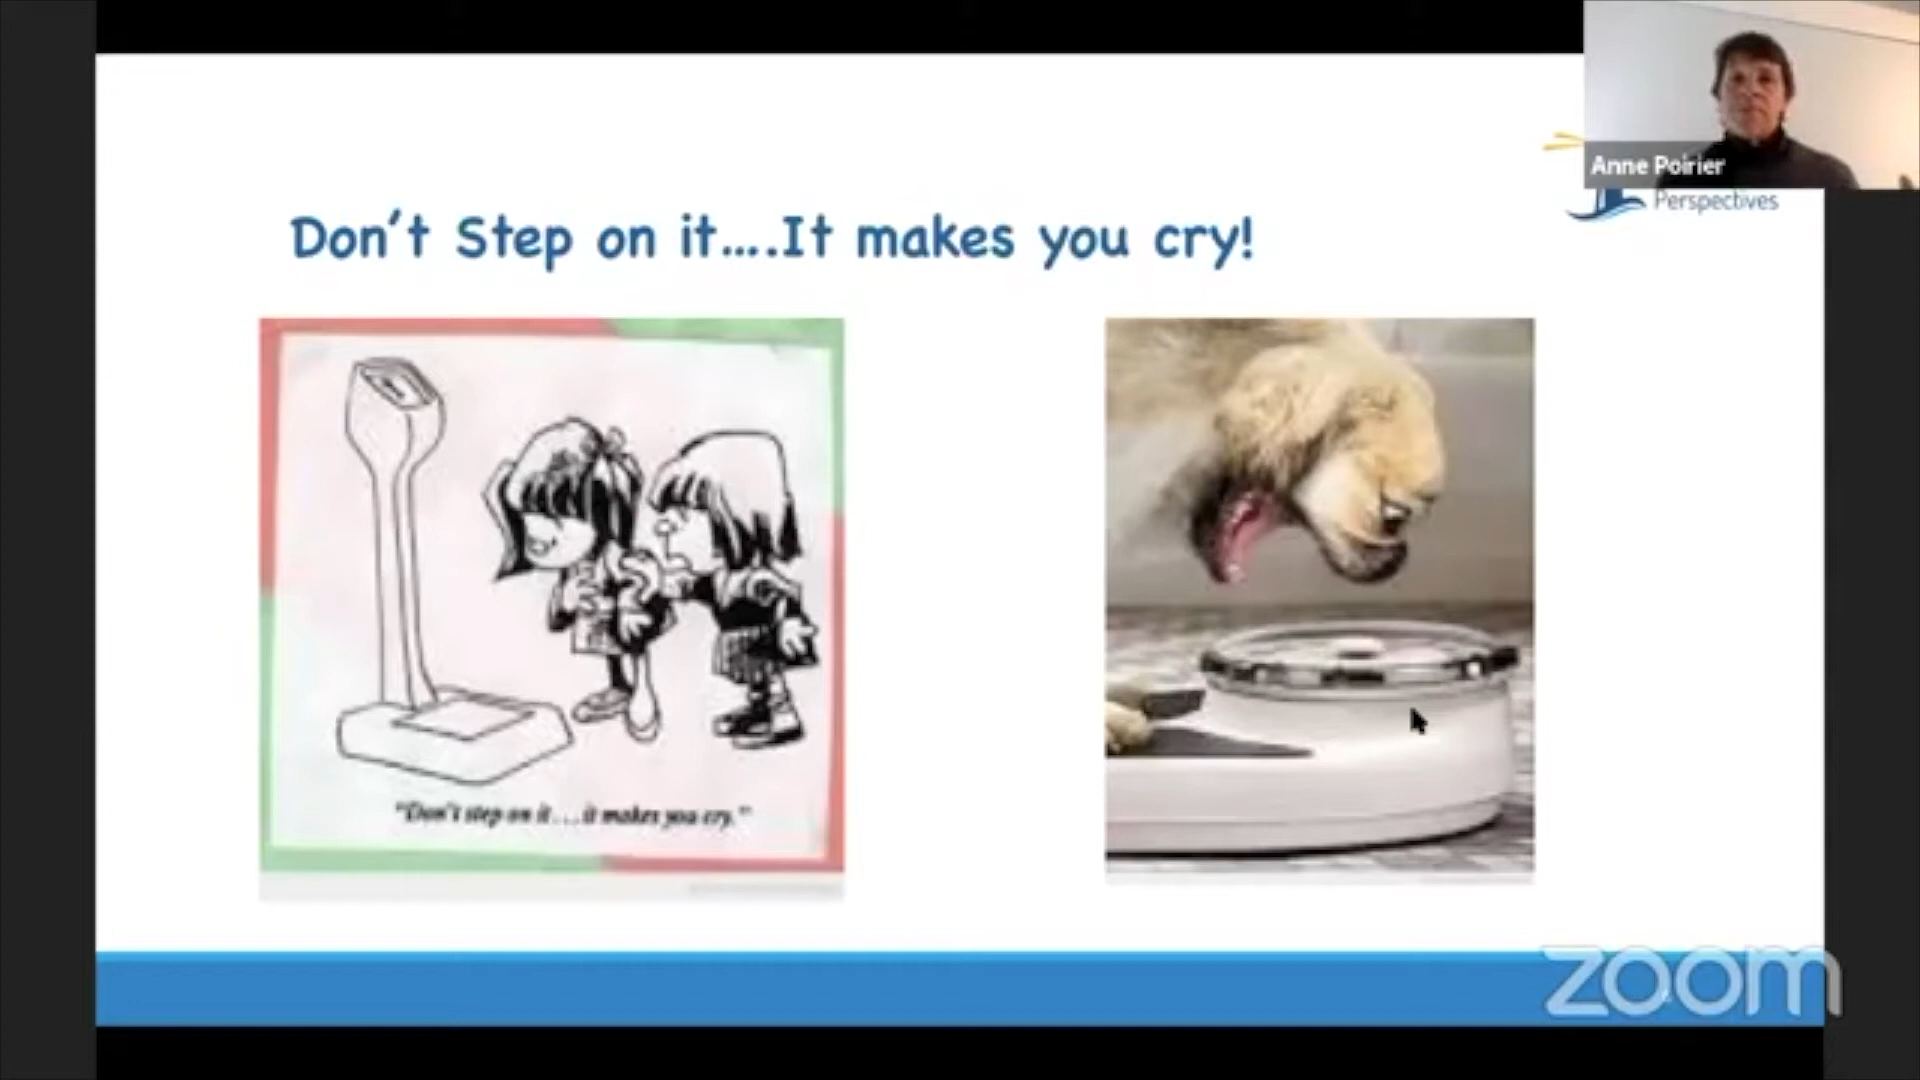 Anne Poirier
Perspectives
Don't Step on it....It makes you cry!
"Don't step on it...it makes you cry."
zoom